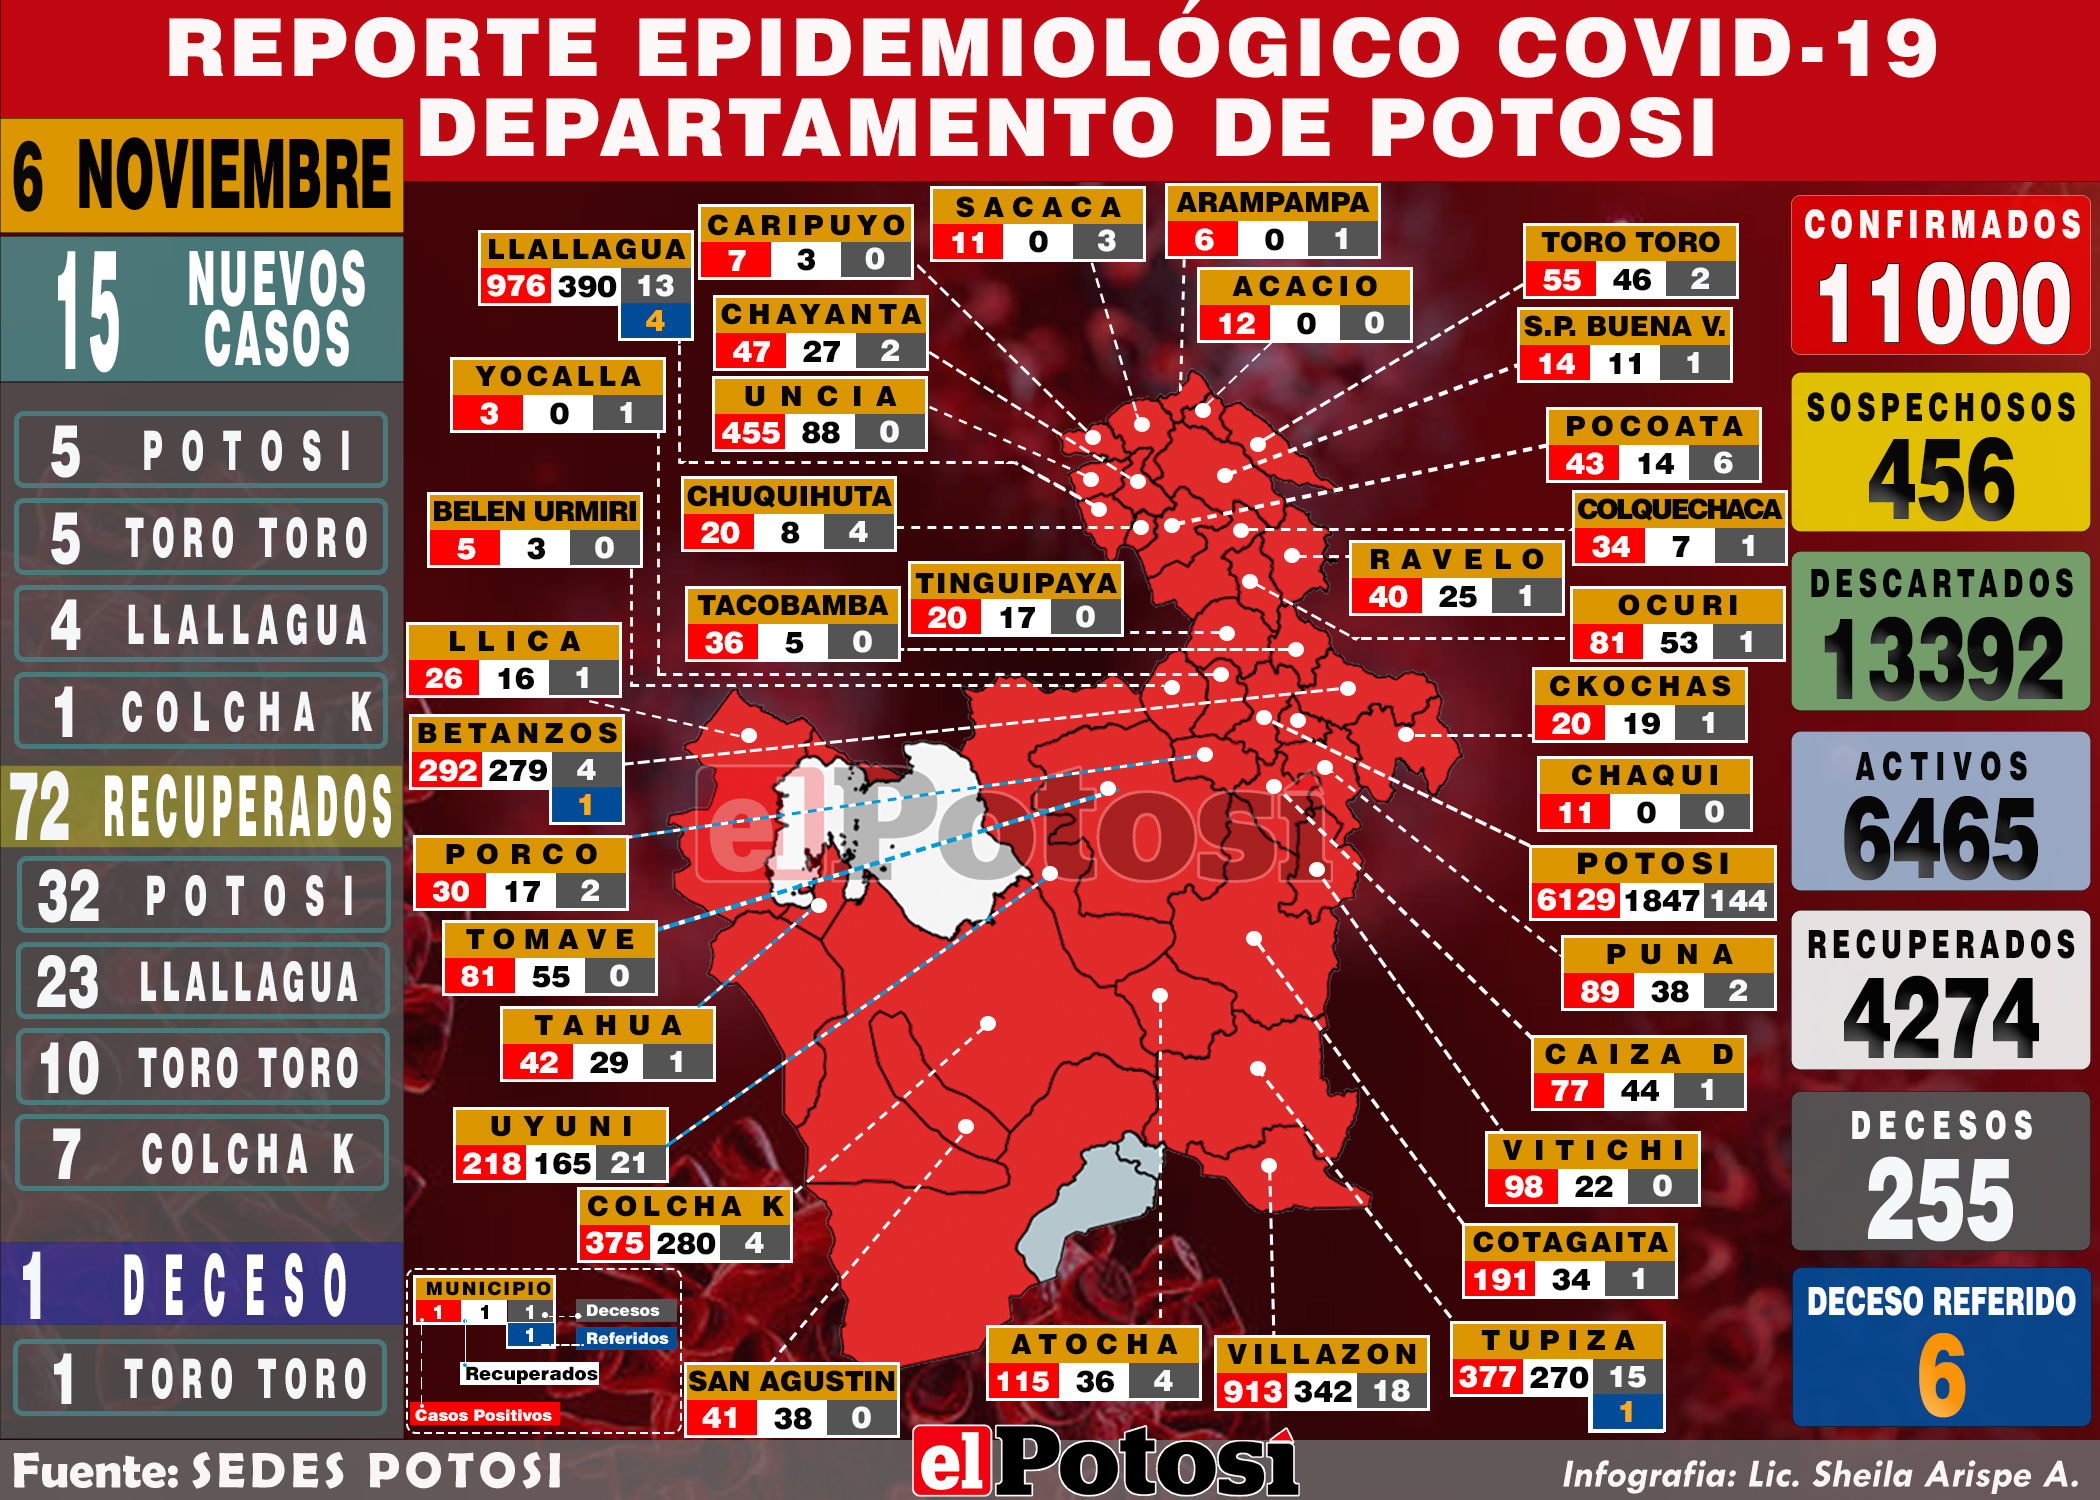 REPORTE EPIDEMIOLÓGICO COVID-19
DEPARTAMENTO DE POTOSI
6 NOVIEMBRE
15 NUEVOS
CASOS
5 POTOSI
5 TORO TORO
4 LLALLAGUA
1 COLCHA K
72 RECUPERADOS
32 POTOSI
23 LLALLAGUA
10 TORO TORO
7 COLCHA K
1 DECESO
1 TORO TORO
LLALLAGUA
976 390 13
4
CARIPUYO
7 3 0
SACACA
11 0 3
ARAMPAMPA
6 0 1
ACACIO
12 0 0
TORO TORO
55 46 2
S.P. BUENA V.
14 11 1
CHAYANTA
47 27 2
YOCALLA
3 0 1
UNCIA
455 88 0
POCOATA
43 14 6
BELEN URMIRI
5 3 0
CHUQUIHUTA
20 8 4
COLQUECHACA
34 7 1
RAVELO
40 25 1
TINGUIPAYA
20 17 0
TACOBAMBA
36 5 0
OCURI
81 53 1
LLICA
26 16 1
CKOCHAS
20 19 1
BETANZOS
292 279 4
1
CHAQUI
11 0 0
PORCO
30 17 2
POTOSI
6129 1847 144
TOMAVE
81 55 0
PUNA
89 38 2
TAHUA
42 29 1
CAIZA D
77 44 1
UYUNI
218 165 21
VITICHI
98 22 0
COLCHA K
375 280 4
COTAGAITA
191 34 1
SAN AGUSTIN
41 38 0
ATOCHA
115 36 4
VILLAZON
913 342 18
TUPIZA
377 270 15
1
el Potosí
MUNICIPIO
1 1 1 Decesos
1 Referidos
Recuperados
Casos Positivos
CONFIRMADOS
11000
SOSPECHOSOS
456
DESCARTADOS
13392
ACTIVOS
6465
RECUPERADOS
4274
DECESOS
255
DECESO REFERIDO
6
Fuente: SEDES POTOSI
el Potosí
Infografia: Lic. Sheila Arispe A.